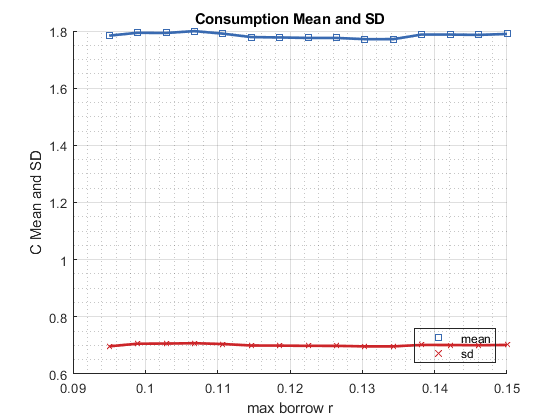 Consumption Mean and SD
1.8
1.6
1.4
1.2
1
0.8
0.6
C Mean and SD
0.09
0.1
0.11
0.12
0.13
0.14
0.15
max borrow r
mean
sd